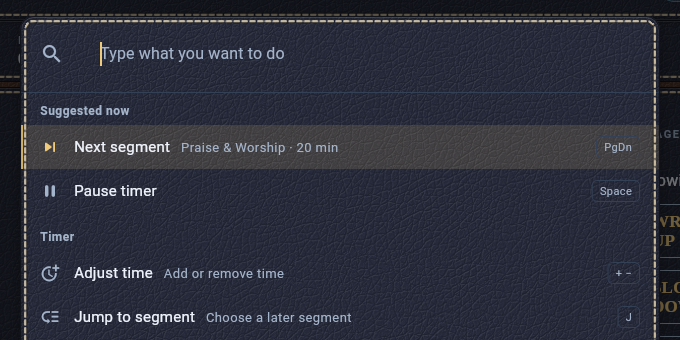 Type what you want to do
Suggested now
Next segment Praise & Worship · 20 min PgDn
Pause timer Space
Timer
Adjust time Add or remove time + −
Jump to segment Choose a later segment J